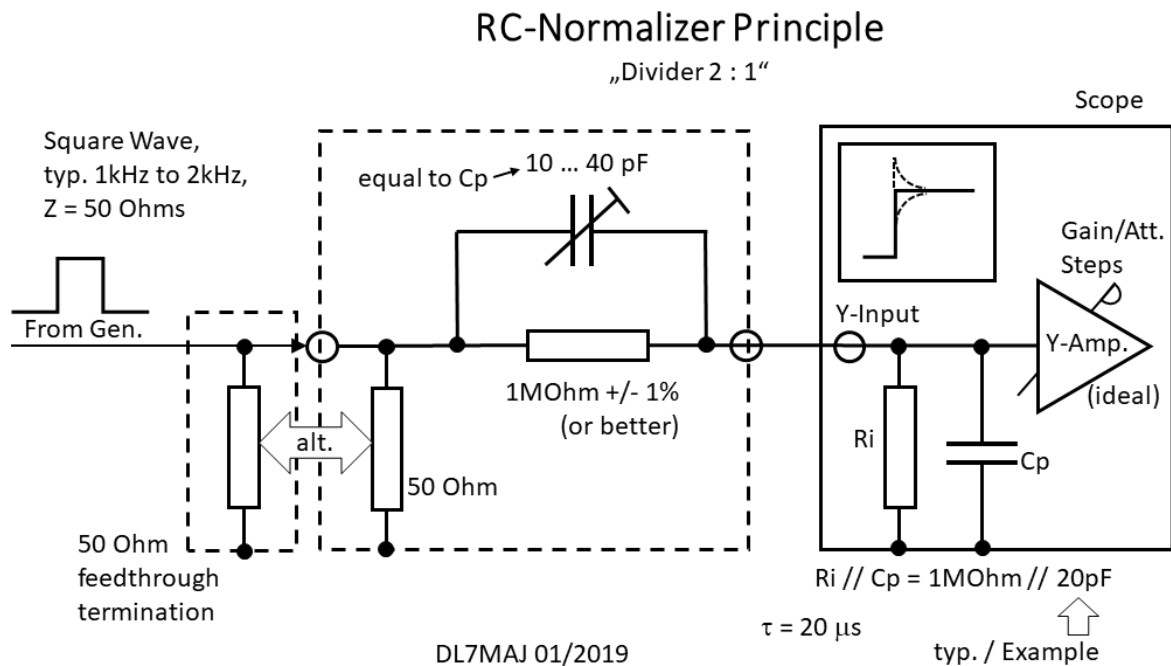 RC-Normalizer Principle
„Divider 2 : 1“
Scope
Square Wave,
typ. 1kHz to 2kHz,
Z = 50 Ohms
10 ... 40 pF
equal to Cp
Gain/Att.
Steps
From Gen.
Y-Input
Y-Amp.
(ideal)
1MOhm +/- 1%
(or better)
alt.
Ri
Cp
50 Ohm
50 Ohm
feedthrough
termination
Ri // Cp = 1MOhm // 20pF
τ = 20 μs
typ. / Example
DL7MAJ 01/2019